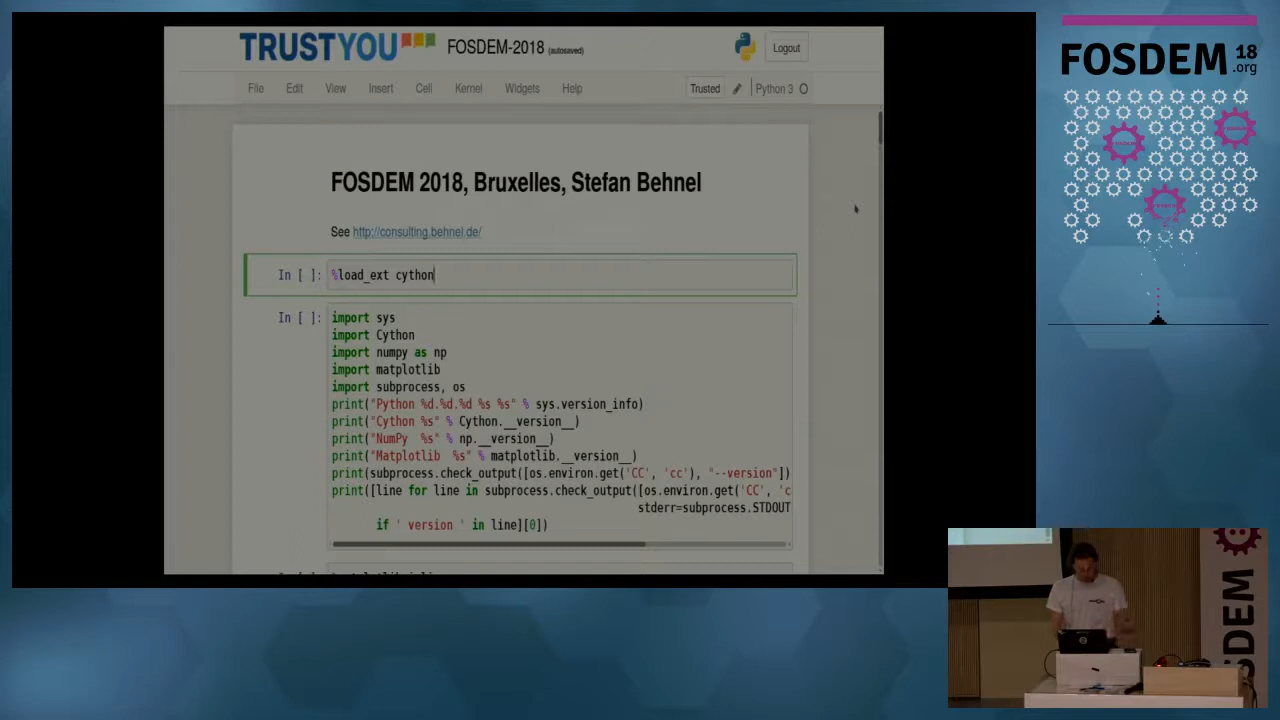 TRUSTYOU
FOSDEM-2018 (autosaved)
Logout
File Edit View Insert Cell Kernel Widgets Help
Trusted
Python 3
FOSDEM 2018, Bruxelles, Stefan Behnel
See http://consulting.behnel.de/
In [ ]: %load_ext cython
In [ ]: import sys
import Cython
import numpy as np
import matplotlib
import subprocess, os
print("Python %d.%d.%d %s %s" % sys.version_info)
print("Cython %s" % Cython.__version__)
print("NumPy  %s" % np.__version__)
print("Matplotlib  %s" % matplotlib.__version__)
print(subprocess.check_output([os.environ.get('CC', 'cc'), "--version"])
print([line for line in subprocess.check_output([os.environ.get('CC', 'c
stderr=subprocess.STDOUT
if ' version ' in line][0])
FOSDEM 18
.org
SDEM